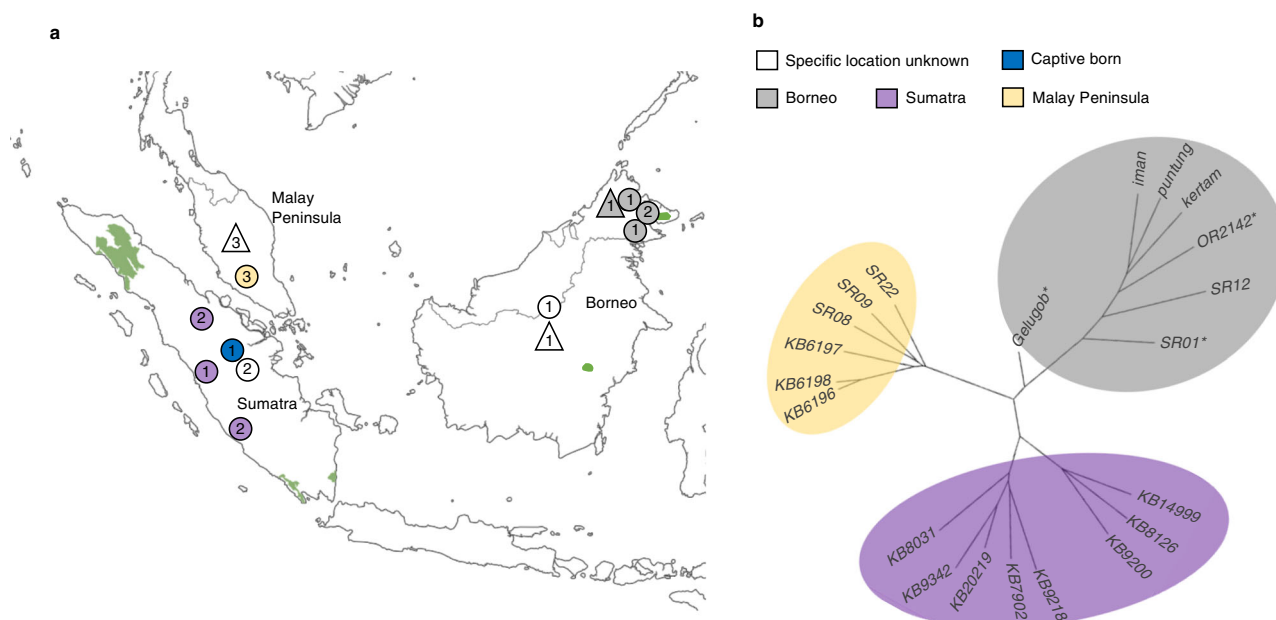 a
Malay
Peninsula
3
3
2
1
1
2
Sumatra
2
1
1
2
1
1
Borneo
1
b
Specific location unknown
Captive born
Borneo
Sumatra
Malay Peninsula
iman
puntung
kertam
OR2142*
SR12
SR01*
Gelugob*
SR22
SR09
SR08
KB6197
KB6198
KB6196
KB14999
KB8126
KB9200
KB8031
KB9342
KB20219
KB7902
KB9218